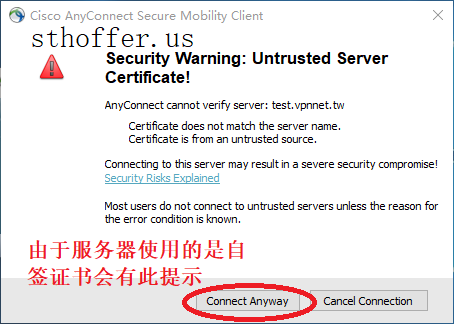 Cisco AnyConnect Secure Mobility Client
sthoffer.us
Security Warning: Untrusted Server
Certificate!
AnyConnect cannot verify server: test.vpnnet.tw
Certificate does not match the server name.
Certificate is from an untrusted source.
Connecting to this server may result in a severe security compromise!
Security Risks Explained
Most users do not connect to untrusted servers unless the reason for
the error condition is known.
由于服务器使用的是自
签证书会有此提示
Connect Anyway
Cancel Connection